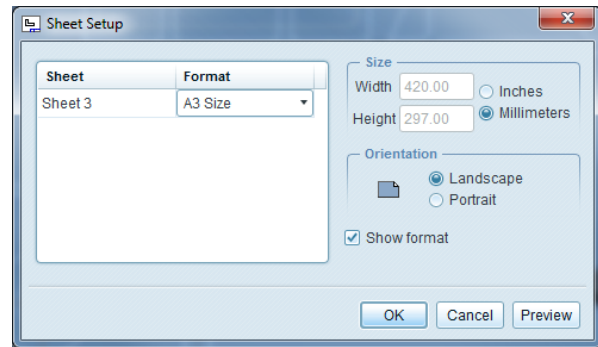 Sheet Setup
Sheet Format
Sheet 3 A3 Size
Size
Width 420.00 Inches
Height 297.00 Millimeters
Orientation
Landscape
Portrait
Show format
OK Cancel Preview